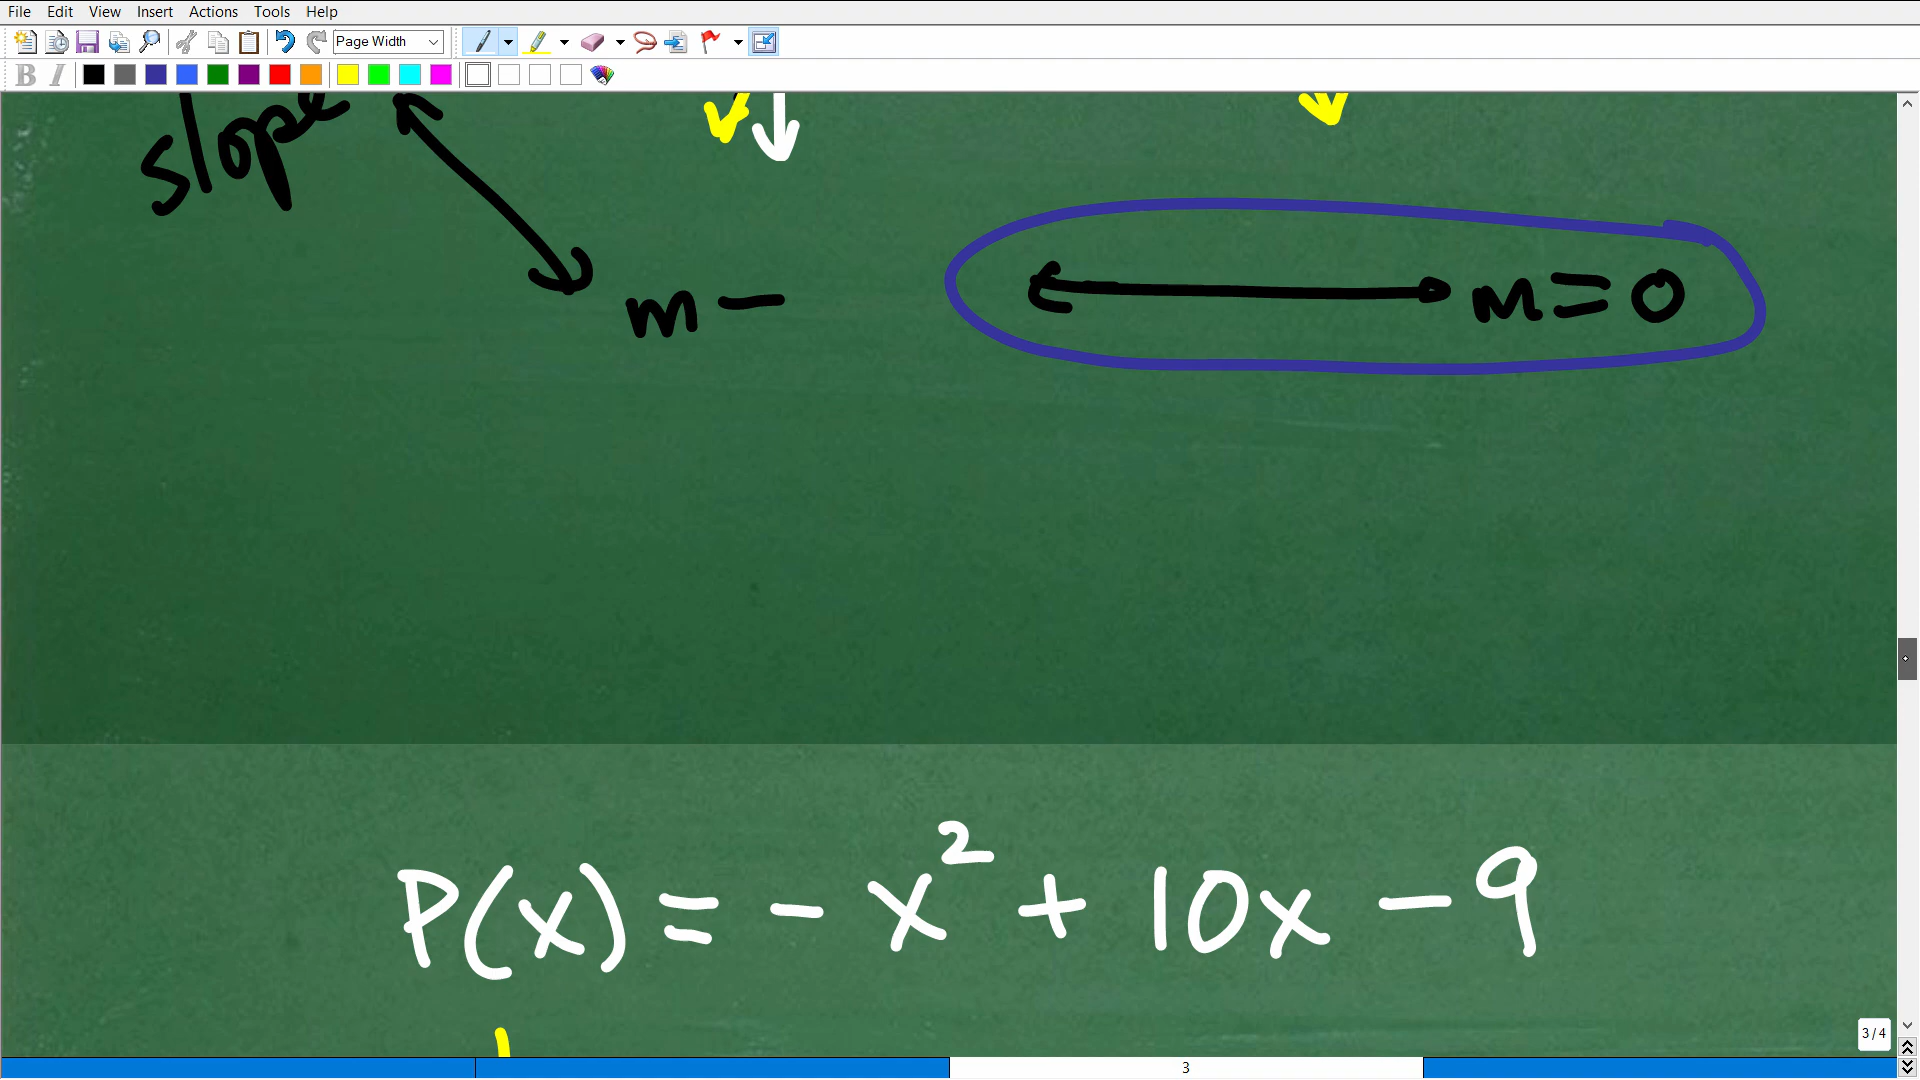 File Edit View Insert Actions Tools Help
Page Width
B I
slope
m -
m = 0
P(x) = - x² + 10x - 9
3 / 4
3